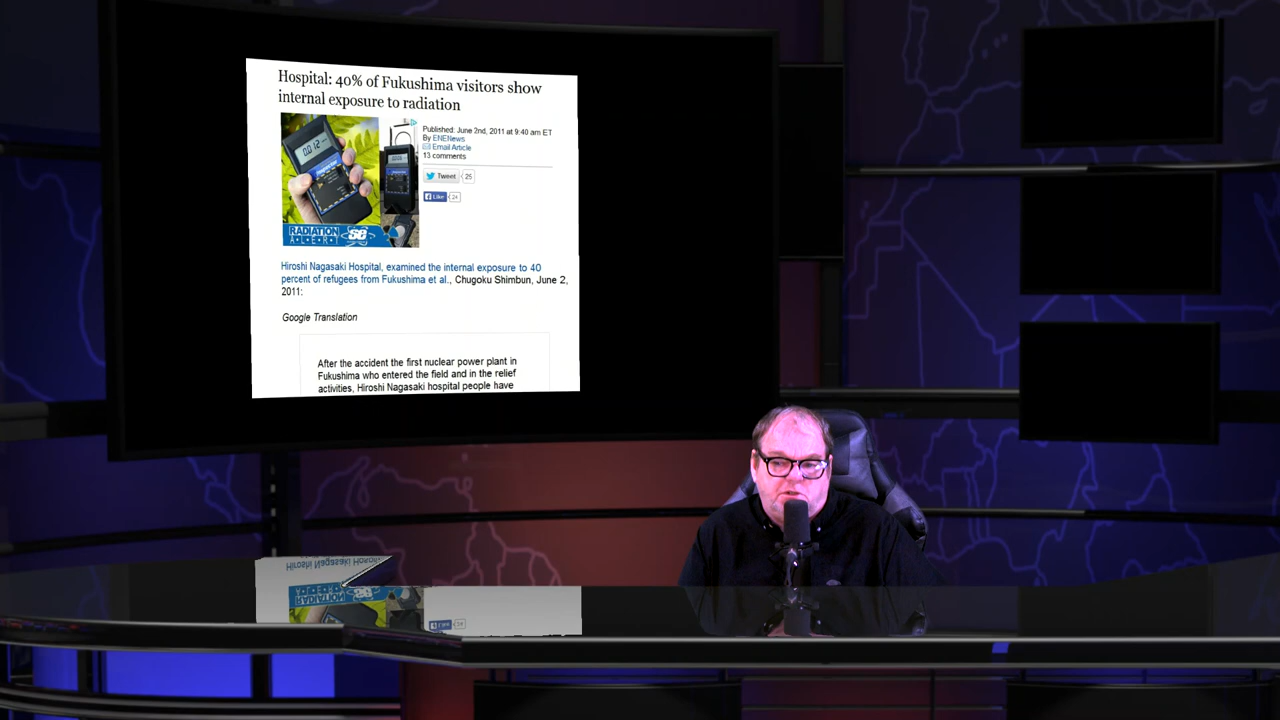 Hospital: 40% of Fukushima visitors show
internal exposure to radiation
Published: June 2nd, 2011 at 9:40 am ET
By ENENews
Email Article
13 comments
Tweet 25
Like 24
RADIATION
ALERT
se
Hiroshi Nagasaki Hospital, examined the internal exposure to 40
percent of refugees from Fukushima et al., Chugoku Shimbun, June 2,
2011:
Google Translation
After the accident the first nuclear power plant in
Fukushima who entered the field and in the relief
activities, Hiroshi Nagasaki hospital people have